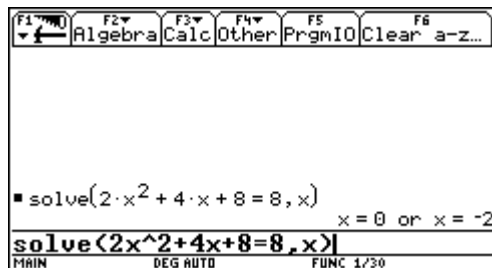 F1 F2 Algebra F3 Calc F4 Other F5 PrgmIO F6 Clear a-z...
▪ solve(2·x² + 4·x + 8 = 8, x)
x = 0 or x = -2
solve(2x^2+4x+8=8,x)
MAIN DEG AUTO FUNC 1/30